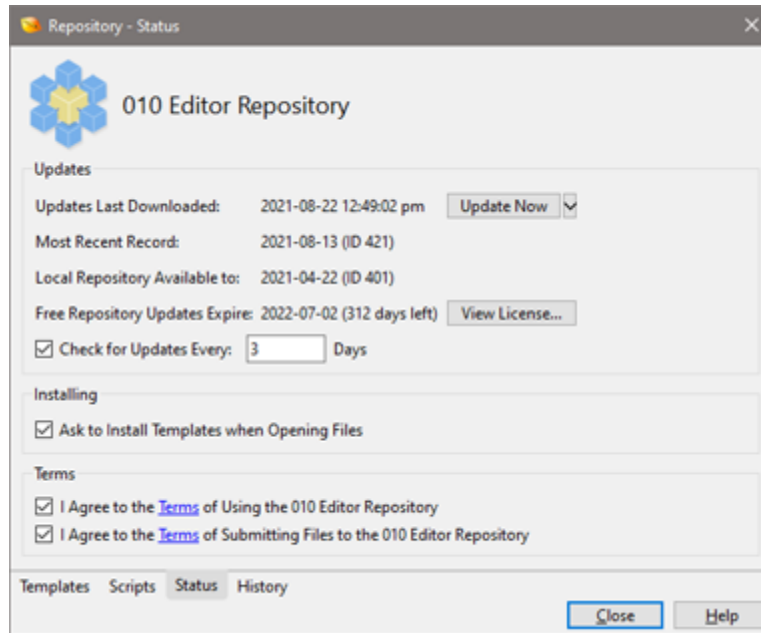 Repository - Status
010 Editor Repository
Updates
Updates Last Downloaded: 2021-08-22 12:49:02 pm Update Now
Most Recent Record: 2021-08-13 (ID 421)
Local Repository Available to: 2021-04-22 (ID 401)
Free Repository Updates Expire: 2022-07-02 (312 days left) View License...
Check for Updates Every: 3 Days
Installing
Ask to Install Templates when Opening Files
Terms
I Agree to the Terms of Using the 010 Editor Repository
I Agree to the Terms of Submitting Files to the 010 Editor Repository
Templates Scripts Status History
Close Help